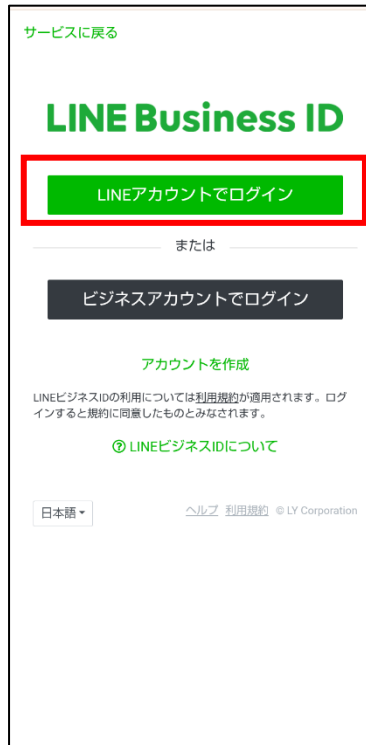 サービスに戻る
LINE Business ID
LINEアカウントでログイン
または
ビジネスアカウントでログイン
アカウントを作成
LINEビジネスIDの利用については利用規約が適用されます。ログ
インすると規約に同意したものとみなされます。
? LINEビジネスIDについて
日本語 ヘルプ 利用規約 © LY Corporation